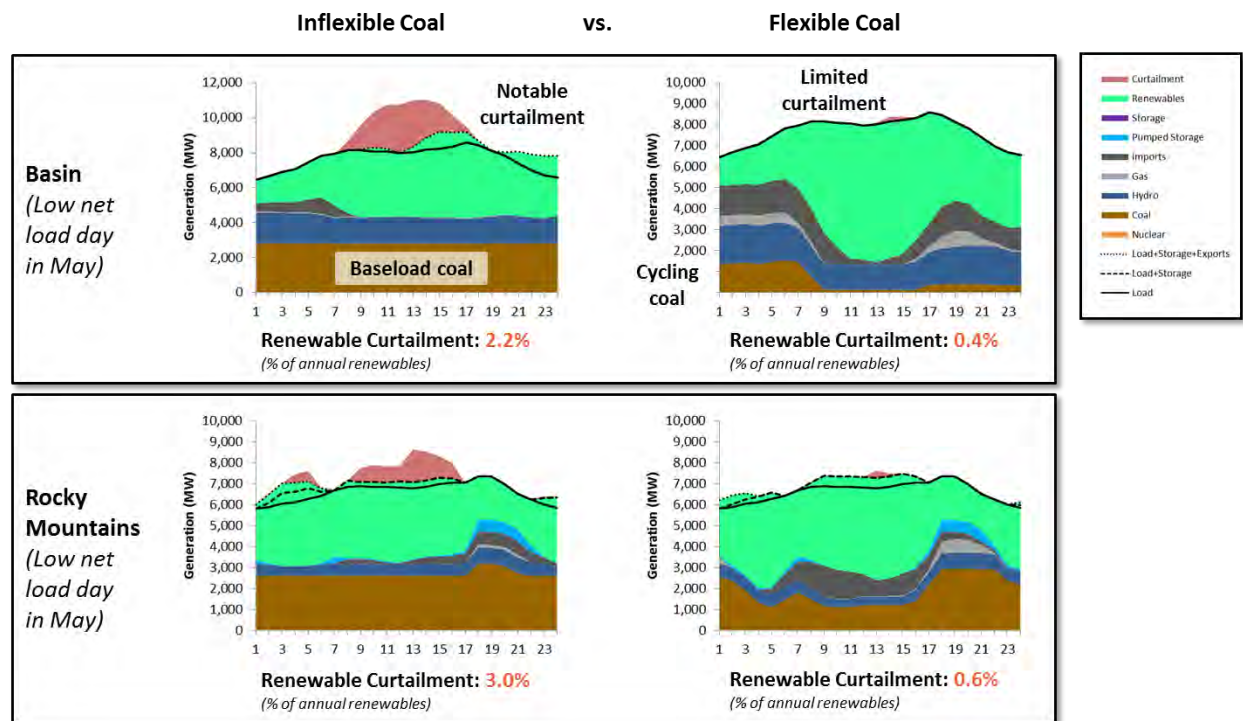 Inflexible Coal vs. Flexible Coal
Basin
(Low net
load day
in May)
Generation (MW)
12,000
10,000
8,000
6,000
4,000
2,000
0
Notable
curtailment
Baseload coal
1 3 5 7 9 11 13 15 17 19 21 23
Renewable Curtailment: 2.2%
(% of annual renewables)
Generation (MW)
10,000
9,000
8,000
7,000
6,000
5,000
4,000
3,000
2,000
Limited
curtailment
Cycling
coal
1 3 5 7 9 11 13 15 17 19 21 23
Renewable Curtailment: 0.4%
(% of annual renewables)
Curtailment
Renewables
Storage
Pumped Storage
imports
Gas
Hydro
Coal
Nuclear
Load+Storage+Exports
Load+Storage
Load
Rocky
Mountains
(Low net
load day
in May)
Generation (MW)
10,000
9,000
8,000
7,000
6,000
5,000
4,000
3,000
2,000
1,000
0
1 3 5 7 9 11 13 15 17 19 21 23
Renewable Curtailment: 3.0%
(% of annual renewables)
Generation (MW)
10,000
9,000
8,000
7,000
6,000
5,000
4,000
3,000
2,000
1,000
0
1 3 5 7 9 11 13 15 17 19 21 23
Renewable Curtailment: 0.6%
(% of annual renewables)